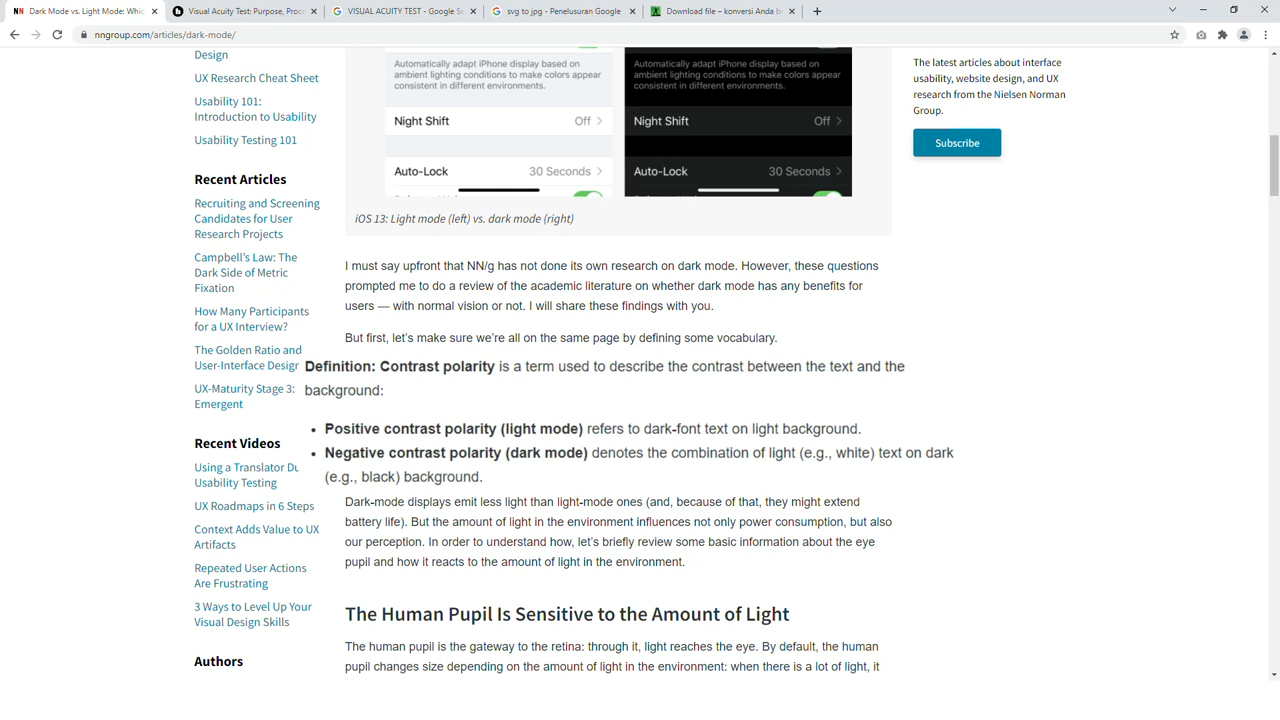 Dark Mode vs. Light Mode: Whic
Visual Acuity Test: Purpose, Proce
VISUAL ACUITY TEST - Google Se
svg to jpg - Penelusuran Google
Download file – konversi Anda b
nngroup.com/articles/dark-mode/
Design
UX Research Cheat Sheet
Usability 101:
Introduction to Usability
Usability Testing 101
Recent Articles
Recruiting and Screening
Candidates for User
Research Projects
Campbell's Law: The
Dark Side of Metric
Fixation
How Many Participants
for a UX Interview?
The Golden Ratio and
User-Interface Design
UX-Maturity Stage 3:
Emergent
Recent Videos
Using a Translator Du
Usability Testing
UX Roadmaps in 6 Steps
Context Adds Value to UX
Artifacts
Repeated User Actions
Are Frustrating
3 Ways to Level Up Your
Visual Design Skills
Authors
Automatically adapt iPhone display based on
ambient lighting conditions to make colors appear
consistent in different environments.
Night Shift Off
Auto-Lock 30 Seconds
Automatically adapt iPhone display based on
ambient lighting conditions to make colors appear
consistent in different environments.
Night Shift Off
Auto-Lock 30 Seconds
iOS 13: Light mode (left) vs. dark mode (right)
I must say upfront that NN/g has not done its own research on dark mode. However, these questions
prompted me to do a review of the academic literature on whether dark mode has any benefits for
users — with normal vision or not. I will share these findings with you.
But first, let's make sure we're all on the same page by defining some vocabulary.
Definition: Contrast polarity is a term used to describe the contrast between the text and the
background:
• Positive contrast polarity (light mode) refers to dark-font text on light background.
• Negative contrast polarity (dark mode) denotes the combination of light (e.g., white) text on dark
(e.g., black) background.
Dark-mode displays emit less light than light-mode ones (and, because of that, they might extend
battery life). But the amount of light in the environment influences not only power consumption, but also
our perception. In order to understand how, let's briefly review some basic information about the eye
pupil and how it reacts to the amount of light in the environment.
The Human Pupil Is Sensitive to the Amount of Light
The human pupil is the gateway to the retina: through it, light reaches the eye. By default, the human
pupil changes size depending on the amount of light in the environment: when there is a lot of light, it
The latest articles about interface
usability, website design, and UX
research from the Nielsen Norman
Group.
Subscribe